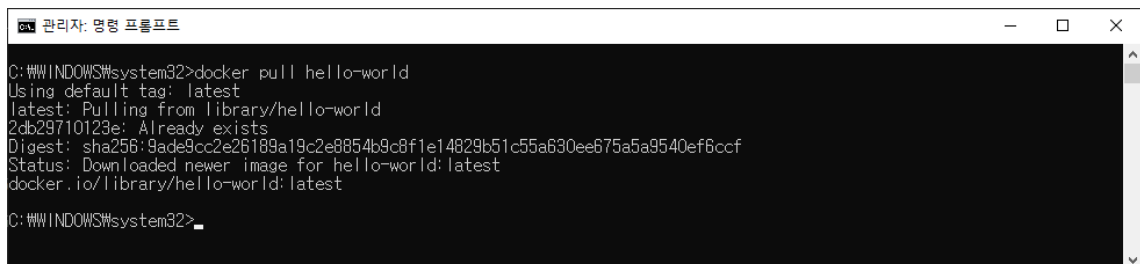 관리자: 명령 프롬프트
C:₩WINDOWS₩system32>docker pull hello-world
Using default tag: latest
latest: Pulling from library/hello-world
2db29710123e: Already exists
Digest: sha256:9ade9cc2e26189a19c2e8854b9c8f1e14829b51c55a630ee675a5a9540ef6ccf
Status: Downloaded newer image for hello-world:latest
docker.io/library/hello-world:latest
C:₩WINDOWS₩system32>